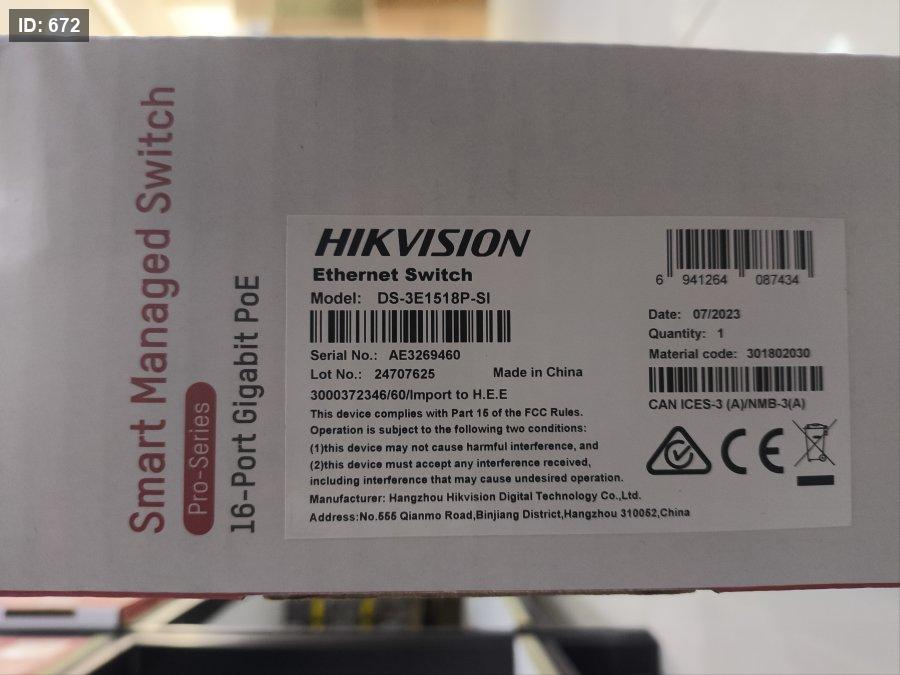 ID: 672
Smart Managed Switch
Pro-Series
16-Port Gigabit PoE
HIKVISION
Ethernet Switch
Model: DS-3E1518P-SI
Serial No.: AE3269460
Lot No.: 24707625 Made in China
3000372346/60/Import to H.E.E
This device complies with Part 15 of the FCC Rules.
Operation is subject to the following two conditions:
(1)this device may not cause harmful interference, and
(2)this device must accept any interference received,
including interference that may cause undesired operation.
Manufacturer: Hangzhou Hikvision Digital Technology Co.,Ltd.
Address:No.555 Qianmo Road,Binjiang District,Hangzhou 310052,China
6 941264 087434
Date: 07/2023
Quantity: 1
Material code: 301802030
CAN ICES-3 (A)/NMB-3(A)
CE